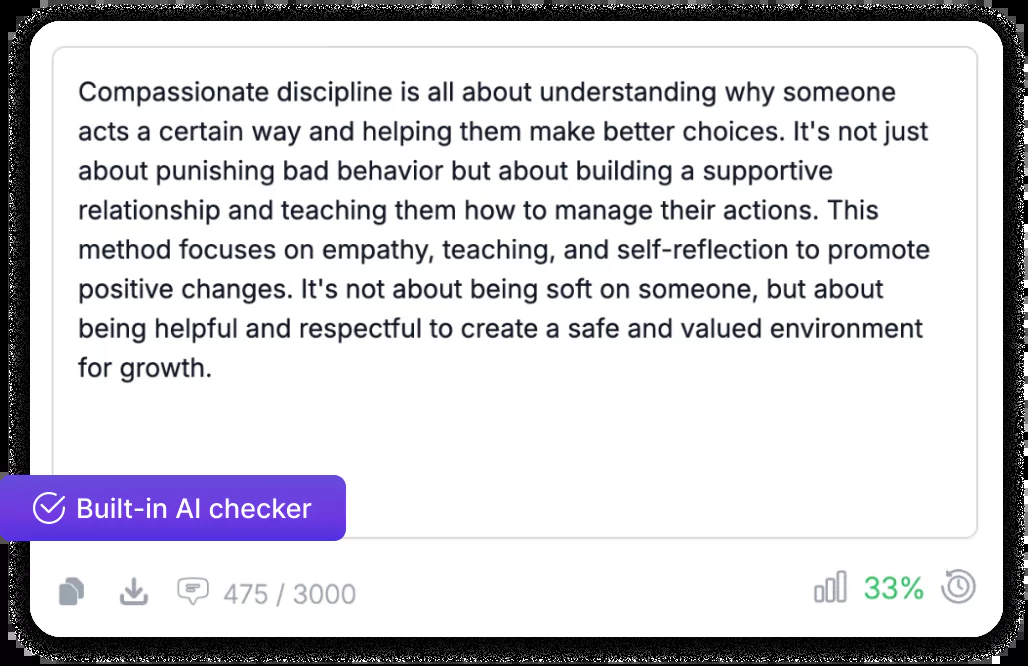 Compassionate discipline is all about understanding why someone
acts a certain way and helping them make better choices. It's not just
about punishing bad behavior but about building a supportive
relationship and teaching them how to manage their actions. This
method focuses on empathy, teaching, and self-reflection to promote
positive changes. It's not about being soft on someone, but about
being helpful and respectful to create a safe and valued environment
for growth.
Built-in AI checker
475 / 3000
33%